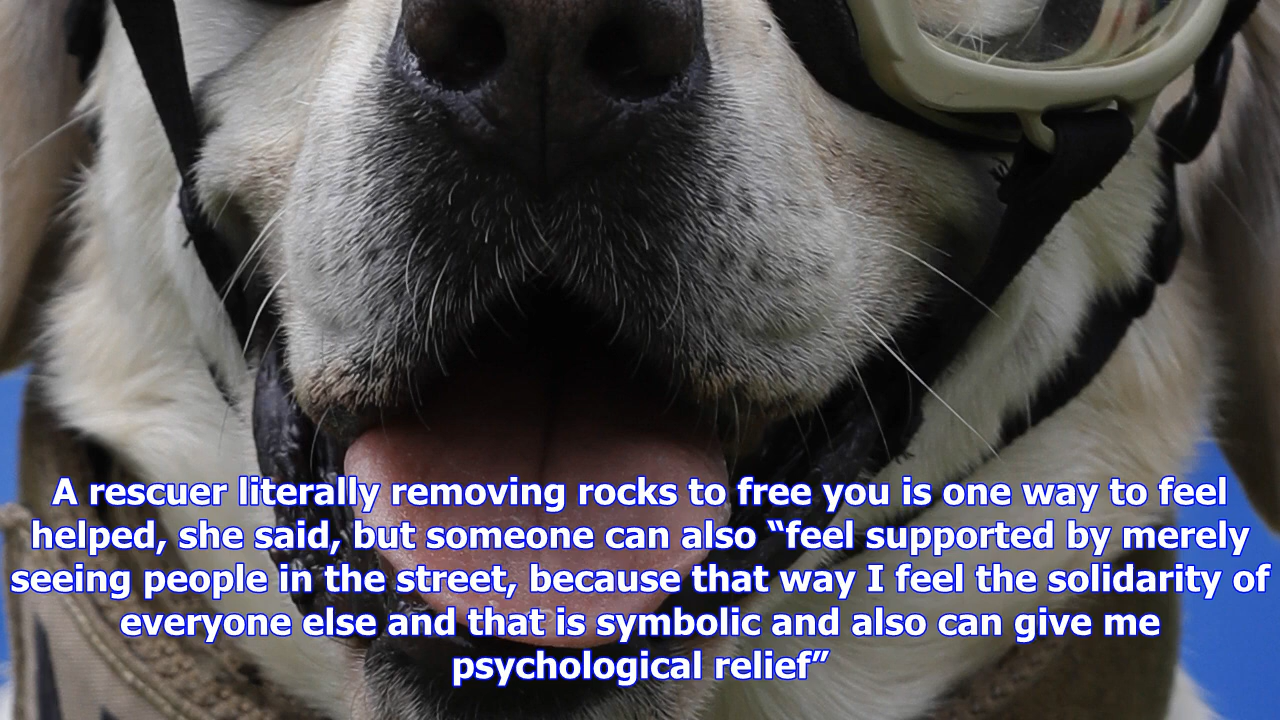 A rescuer literally removing rocks to free you is one way to feel
helped, she said, but someone can also “feel supported by merely
seeing people in the street, because that way I feel the solidarity of
everyone else and that is symbolic and also can give me
psychological relief”